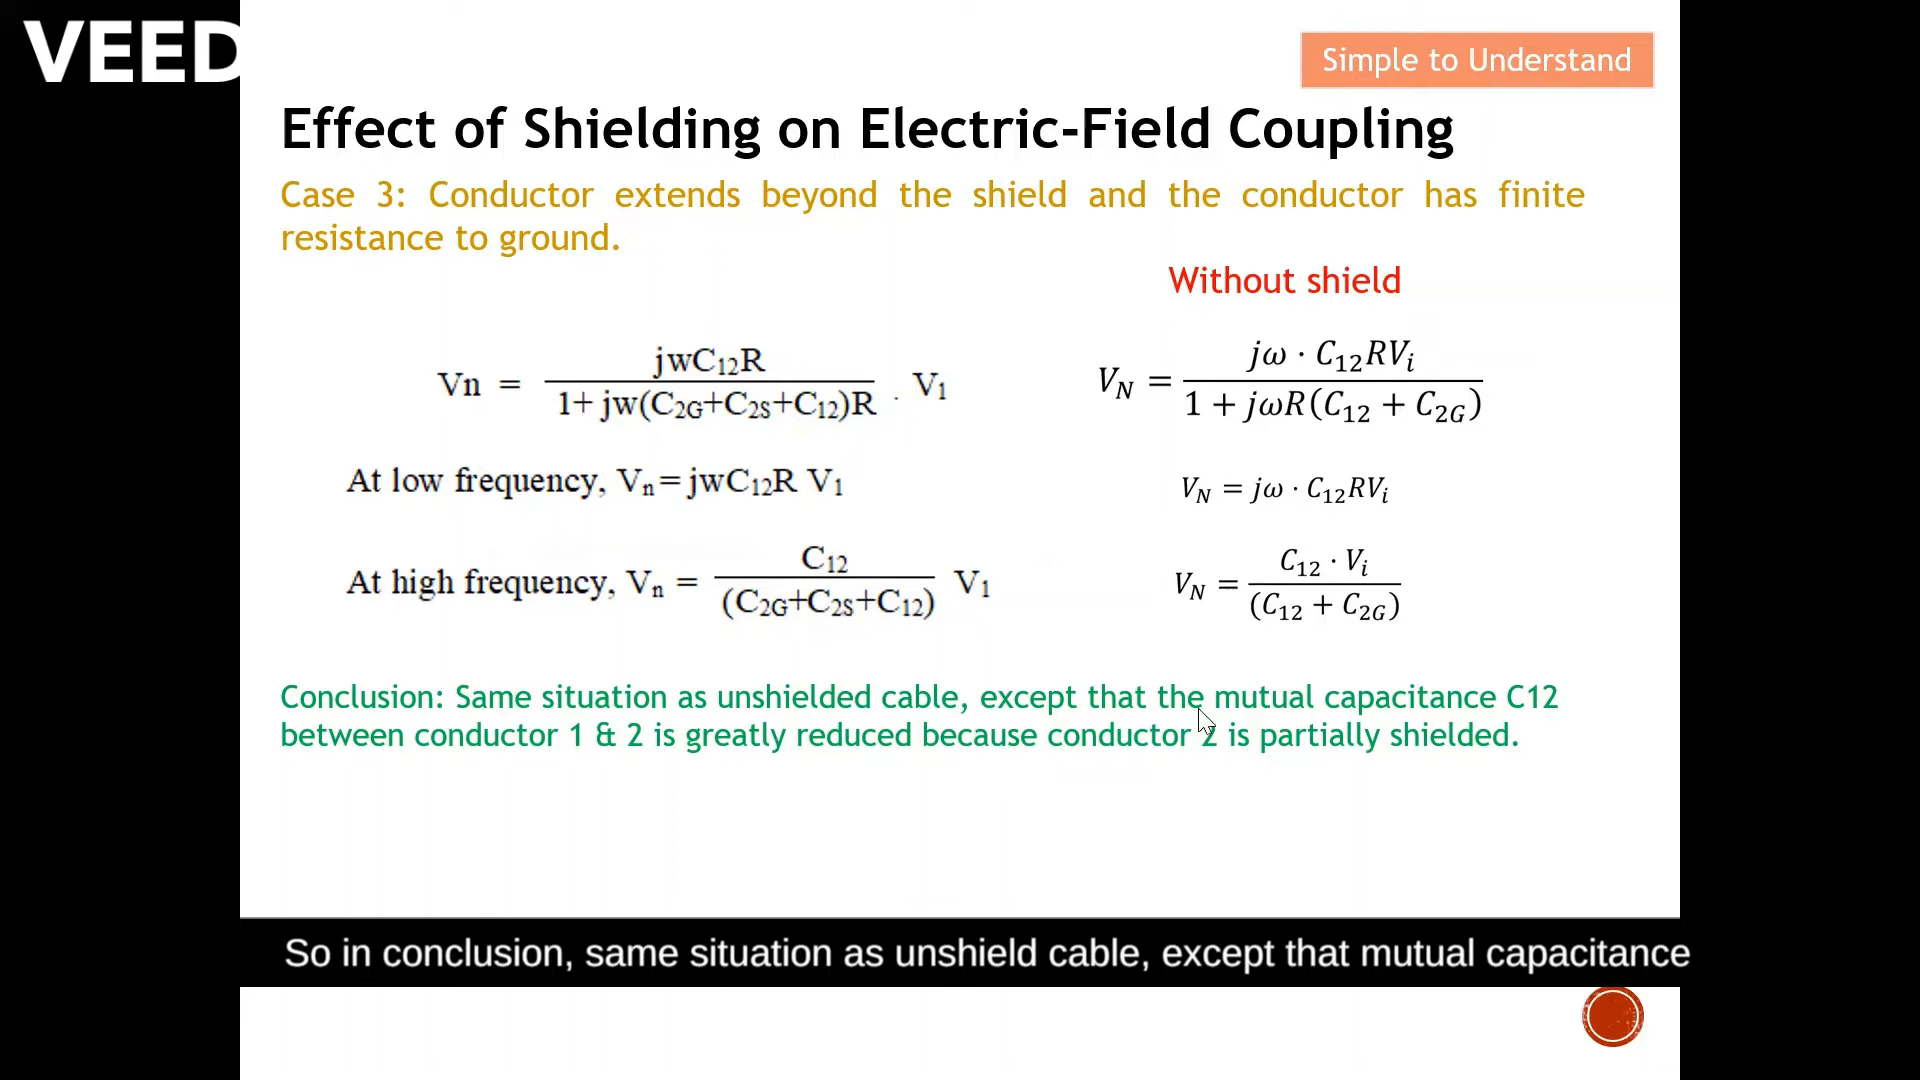 VEED
Simple to Understand
Effect of Shielding on Electric-Field Coupling
Case 3: Conductor extends beyond the shield and the conductor has finite
resistance to ground.
Without shield
Vn = jwC₁₂R / 1+ jw(C₂G+C₂S+C₁₂)R . V₁
V_N = jω · C₁₂RVᵢ / 1 + jωR(C₁₂ + C₂G)
At low frequency, Vₙ= jwC₁₂R V₁
V_N = jω · C₁₂RVᵢ
At high frequency, Vₙ = C₁₂ / (C₂G+C₂S+C₁₂) V₁
V_N = C₁₂ · Vᵢ / (C₁₂ + C₂G)
Conclusion: Same situation as unshielded cable, except that the mutual capacitance C12
between conductor 1 & 2 is greatly reduced because conductor 2 is partially shielded.
So in conclusion, same situation as unshield cable, except that mutual capacitance